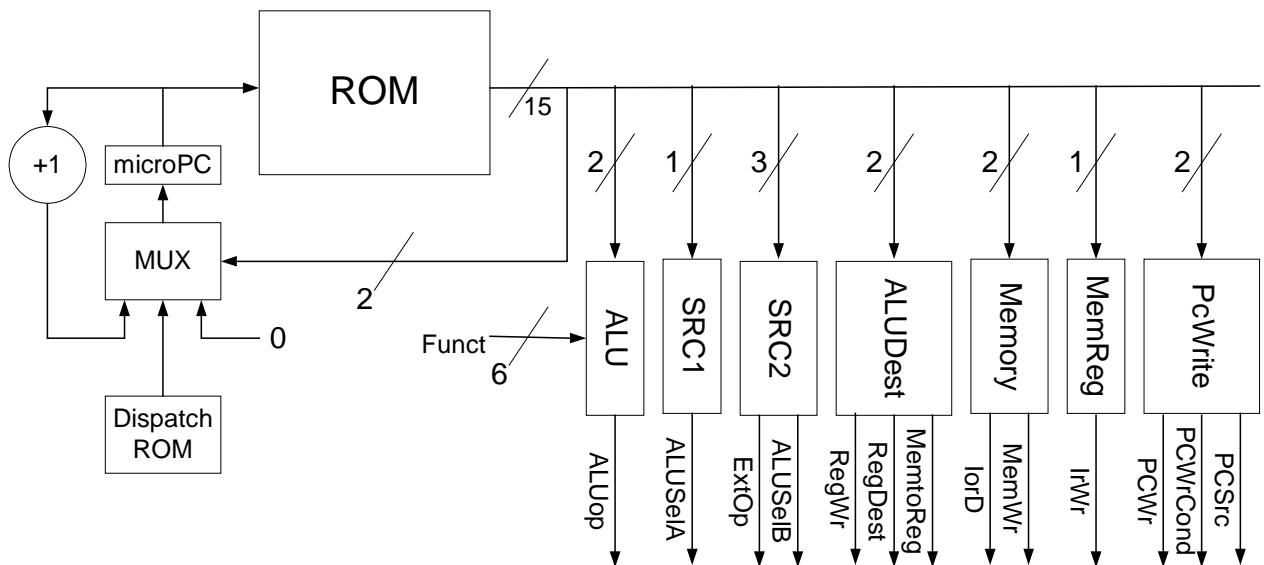 ROM
15
+1
microPC
2
1
3
2
2
1
2
MUX
2
0
Funct
6
ALU
SRC1
SRC2
ALUDest
Memory
MemReg
PcWrite
Dispatch
ROM
ALUop
ALUSelA
ExtOp
ALUSelB
RegWr
RegDest
MemtoReg
IorD
MemWr
IrWr
PCWr
PCWrCond
PCSrc